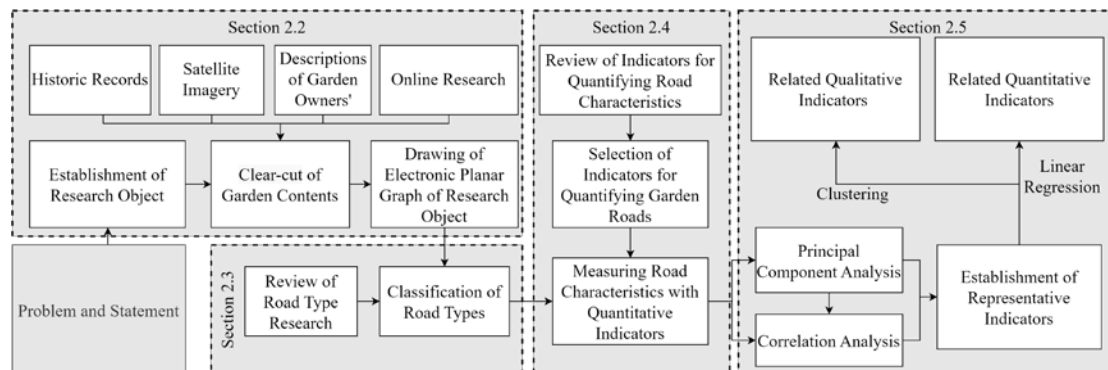 Section 2.2
Historic Records
Satellite
Imagery
Descriptions
of Garden
Owners'
Online Research
Establishment of
Research Object
Clear-cut of
Garden Contents
Drawing of
Electronic Planar
Graph of Research
Object
Problem and Statement
Section 2.3
Review of
Road Type
Research
Classification of
Road Types
Section 2.4
Review of Indicators for
Quantifying Road
Characteristics
Selection of
Indicators for
Quantifying Garden
Roads
Measuring Road
Characteristics with
Quantitative
Indicators
Section 2.5
Related Qualitative
Indicators
Related Quantitative
Indicators
Clustering
Linear
Regression
Principal
Component Analysis
Correlation Analysis
Establishment of
Representative
Indicators